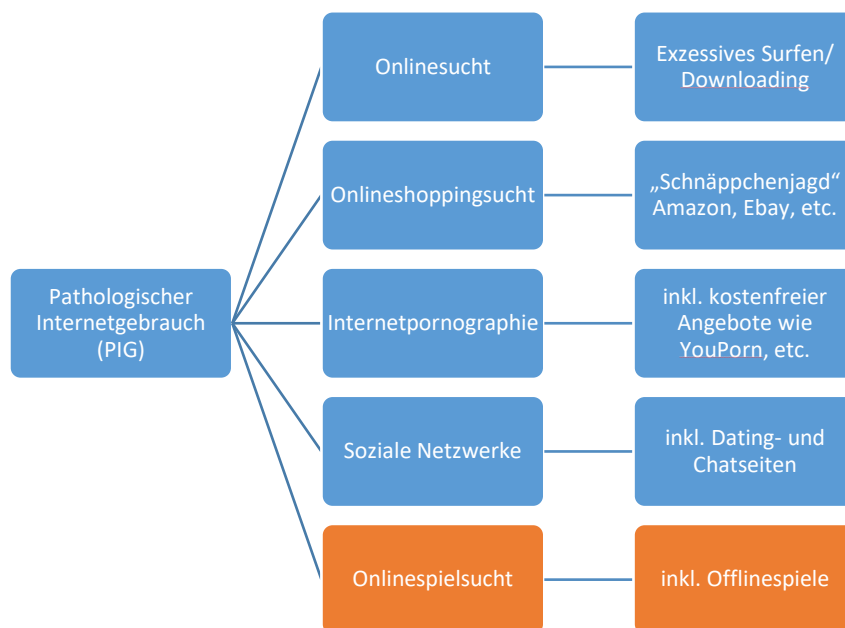 Onlinesucht
Exzessives Surfen/
Downloading
Onlineshoppingsucht
„Schnäppchenjagd“
Amazon, Ebay, etc.
Pathologischer
Internetgebrauch
(PIG)
Internetpornographie
inkl. kostenfreier
Angebote wie
YouPorn, etc.
Soziale Netzwerke
inkl. Dating- und
Chatseiten
Onlinespielsucht
inkl. Offlinespiele